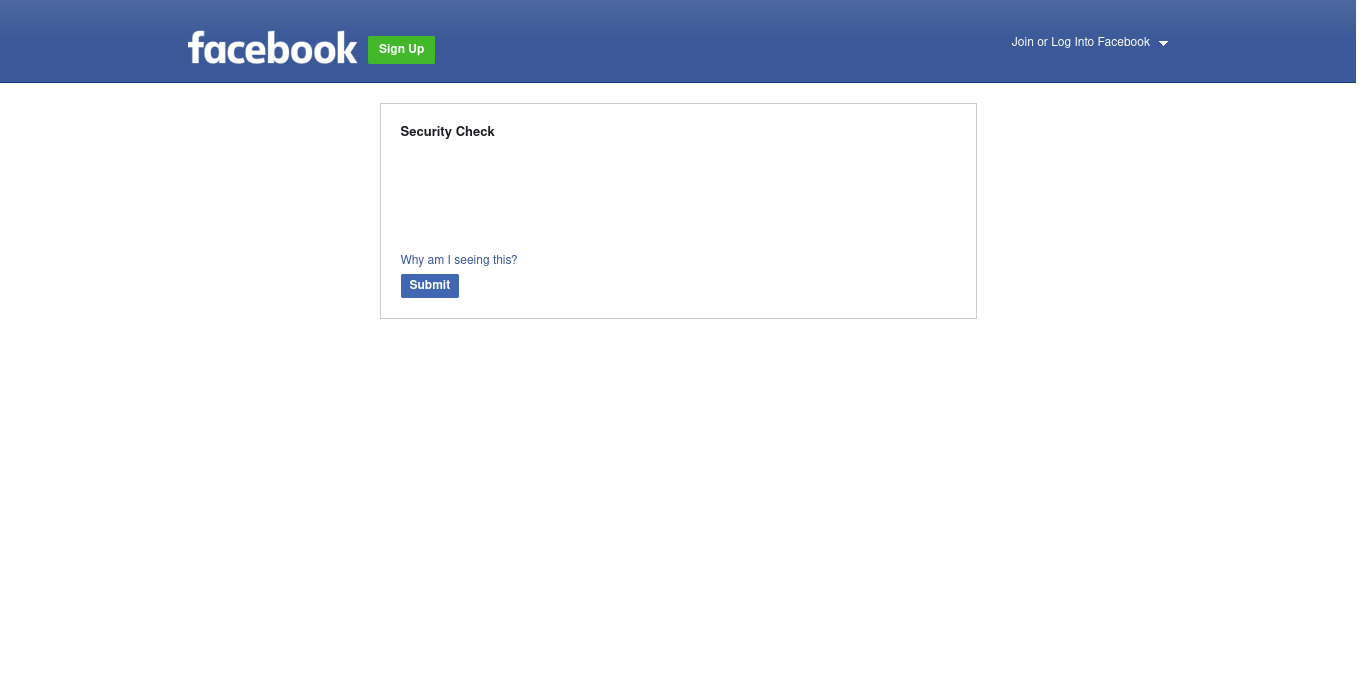 facebook
Sign Up
Join or Log Into Facebook
Security Check
Why am I seeing this?
Submit